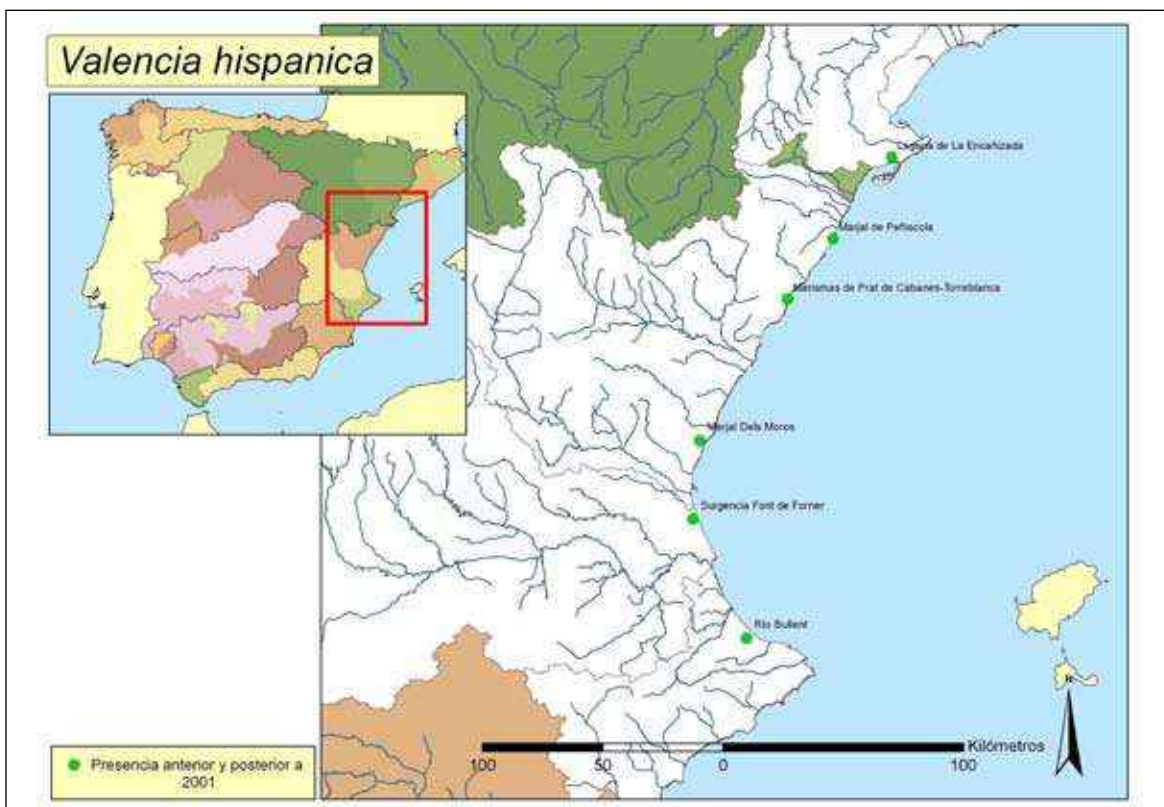 Valencia hispanica
Laguna de La Encañizada
Marjal de Peñiscola
Marismas de Prat de Cabanes-Torreblanca
Marjal Dels Moros
Surgencia Font de Forner
Río Bullent
N
Kilómetros
100 50 0 100
Presencia anterior y posterior a
2001